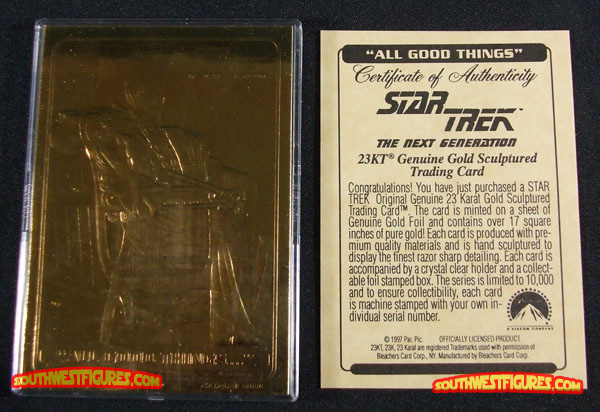 "ALL GOOD THINGS..."
SOUTHWESTFIGURES.COM
"ALL GOOD THINGS"
Certificate of Authenticity
STAR TREK™
THE NEXT GENERATION
23KT® Genuine Gold Sculptured
Trading Card
Congratulations! You have just purchased a STAR
TREK Original Genuine 23 Karat Gold Sculptured
Trading Card™. The card is minted on a sheet of
Genuine Gold Foil and contains over 17 square
inches of pure gold! Each card is produced with pre-
mium quality materials and is hand sculptured to
display the finest razor sharp detailing. Each card is
accompanied by a crystal clear holder and a collect-
able foil stamped box. The series is limited to 10,000
and to ensure collectibility, each card
is machine stamped with your own in-
dividual serial number.
Paramount
A VIACOM COMPANY
© 1997 Par. Pic. OFFICIALLY LICENSED PRODUCT
23KT, 23K, 23 Karat are registered Trademarks used with permission of
Bleachers Card Corp., NY. Manufactured by Bleachers Card Corp.
SOUTHWESTFIGURES.COM